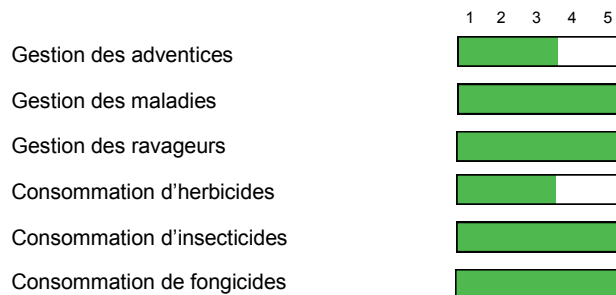 1 2 3 4 5
Gestion des adventices
Gestion des maladies
Gestion des ravageurs
Consommation d'herbicides
Consommation d'insecticides
Consommation de fongicides